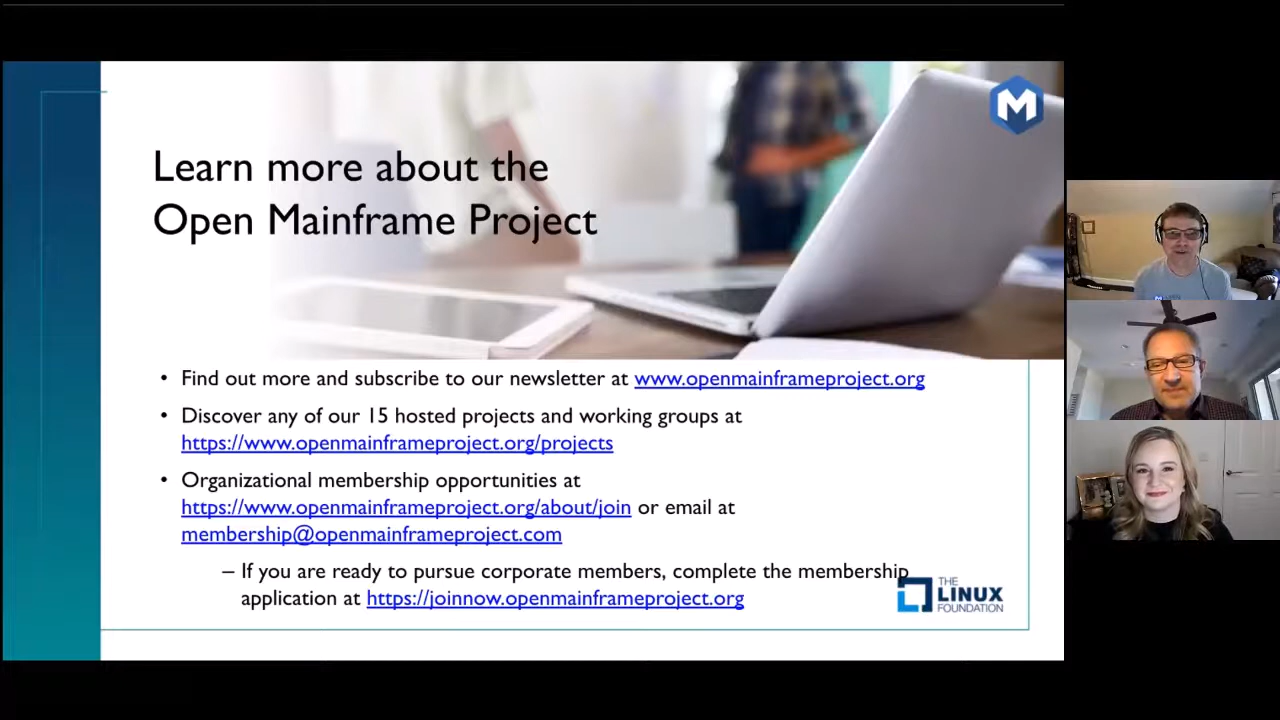 Learn more about the
Open Mainframe Project
M
• Find out more and subscribe to our newsletter at www.openmainframeproject.org
• Discover any of our 15 hosted projects and working groups at
https://www.openmainframeproject.org/projects
• Organizational membership opportunities at
https://www.openmainframeproject.org/about/join or email at
membership@openmainframeproject.com
– If you are ready to pursue corporate members, complete the membership
application at https://joinnow.openmainframeproject.org
THE
LINUX
FOUNDATION